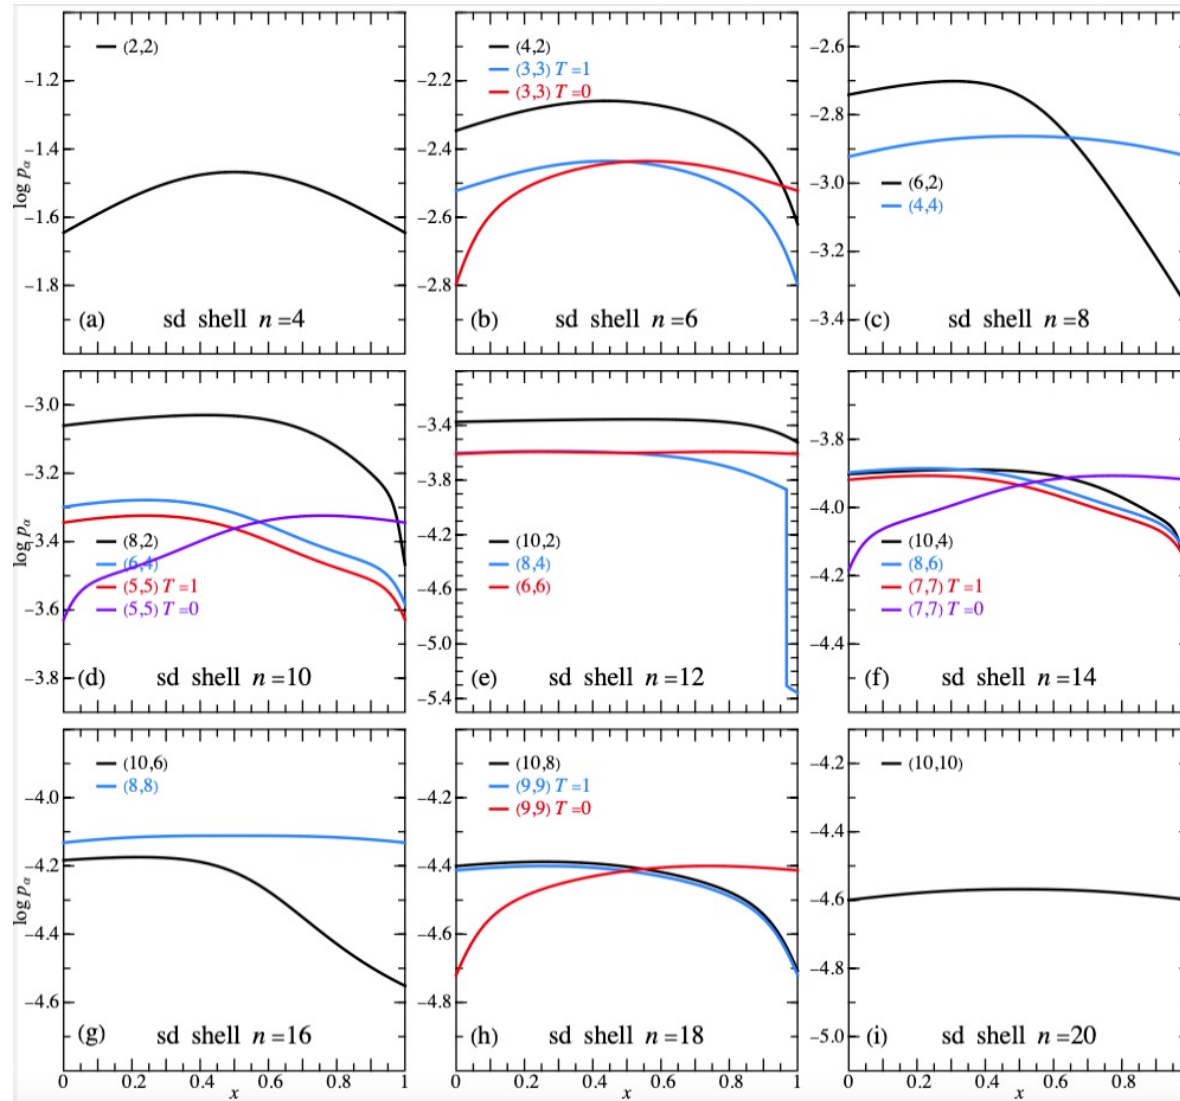 (2,2)
−1.2
−1.4
−1.6
−1.8
log pα
(a) sd shell n=4
(4,2)
(3,3) T=1
(3,3) T=0
−2.2
−2.4
−2.6
−2.8
(b) sd shell n=6
−2.6
−2.8
−3.0
−3.2
−3.4
(6,2)
(4,4)
(c) sd shell n=8
−3.0
−3.2
−3.4
−3.6
−3.8
log pα
(8,2)
(6,4)
(5,5) T=1
(5,5) T=0
(d) sd shell n=10
−3.4
−3.8
−4.2
−4.6
−5.0
−5.4
(10,2)
(8,4)
(6,6)
(e) sd shell n=12
−3.8
−4.0
−4.2
−4.4
(10,4)
(8,6)
(7,7) T=1
(7,7) T=0
(f) sd shell n=14
(10,6)
(8,8)
−4.0
−4.2
−4.4
−4.6
log pα
(g) sd shell n=16
0 0.2 0.4 0.6 0.8 1
x
(10,8)
(9,9) T=1
(9,9) T=0
−4.2
−4.4
−4.6
−4.8
(h) sd shell n=18
0 0.2 0.4 0.6 0.8 1
x
(10,10)
−4.2
−4.4
−4.6
−4.8
−5.0
(i) sd shell n=20
0 0.2 0.4 0.6 0.8
x